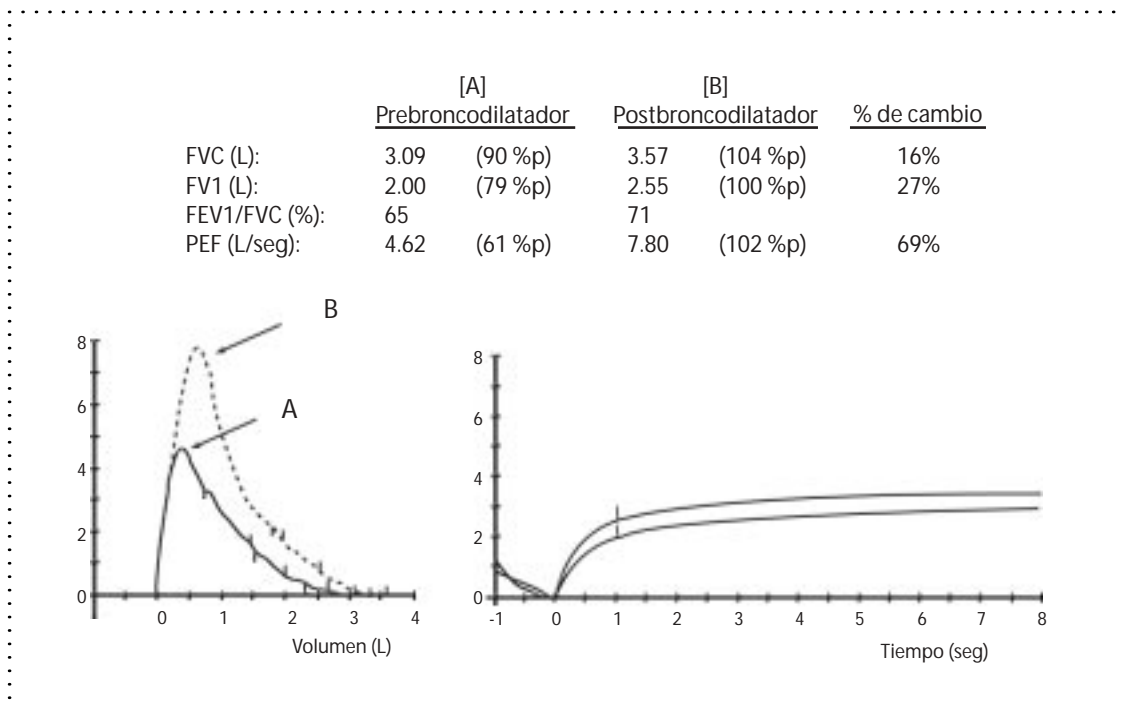 [A] [B]
Prebroncodilatador Postbroncodilatador % de cambio
FVC (L): 3.09 (90 %p) 3.57 (104 %p) 16%
FV1 (L): 2.00 (79 %p) 2.55 (100 %p) 27%
FEV1/FVC (%): 65 71
PEF (L/seg): 4.62 (61 %p) 7.80 (102 %p) 69%
B
A
8
6
4
2
0
0 1 2 3 4
Volumen (L)
8
6
4
2
0
-1 0 1 2 3 4 5 6 7 8
Tiempo (seg)